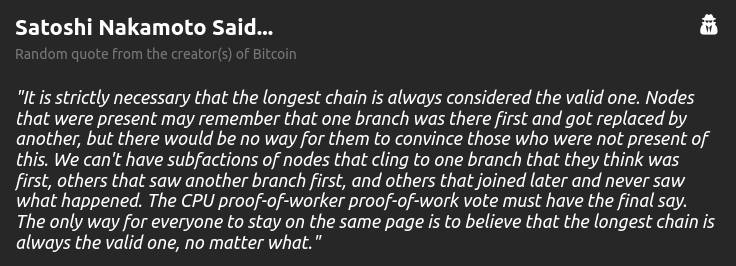 Satoshi Nakamoto Said...
Random quote from the creator(s) of Bitcoin
"It is strictly necessary that the longest chain is always considered the valid one. Nodes
that were present may remember that one branch was there first and got replaced by
another, but there would be no way for them to convince those who were not present of
this. We can't have subfactions of nodes that cling to one branch that they think was
first, others that saw another branch first, and others that joined later and never saw
what happened. The CPU proof-of-worker proof-of-work vote must have the final say.
The only way for everyone to stay on the same page is to believe that the longest chain is
always the valid one, no matter what."